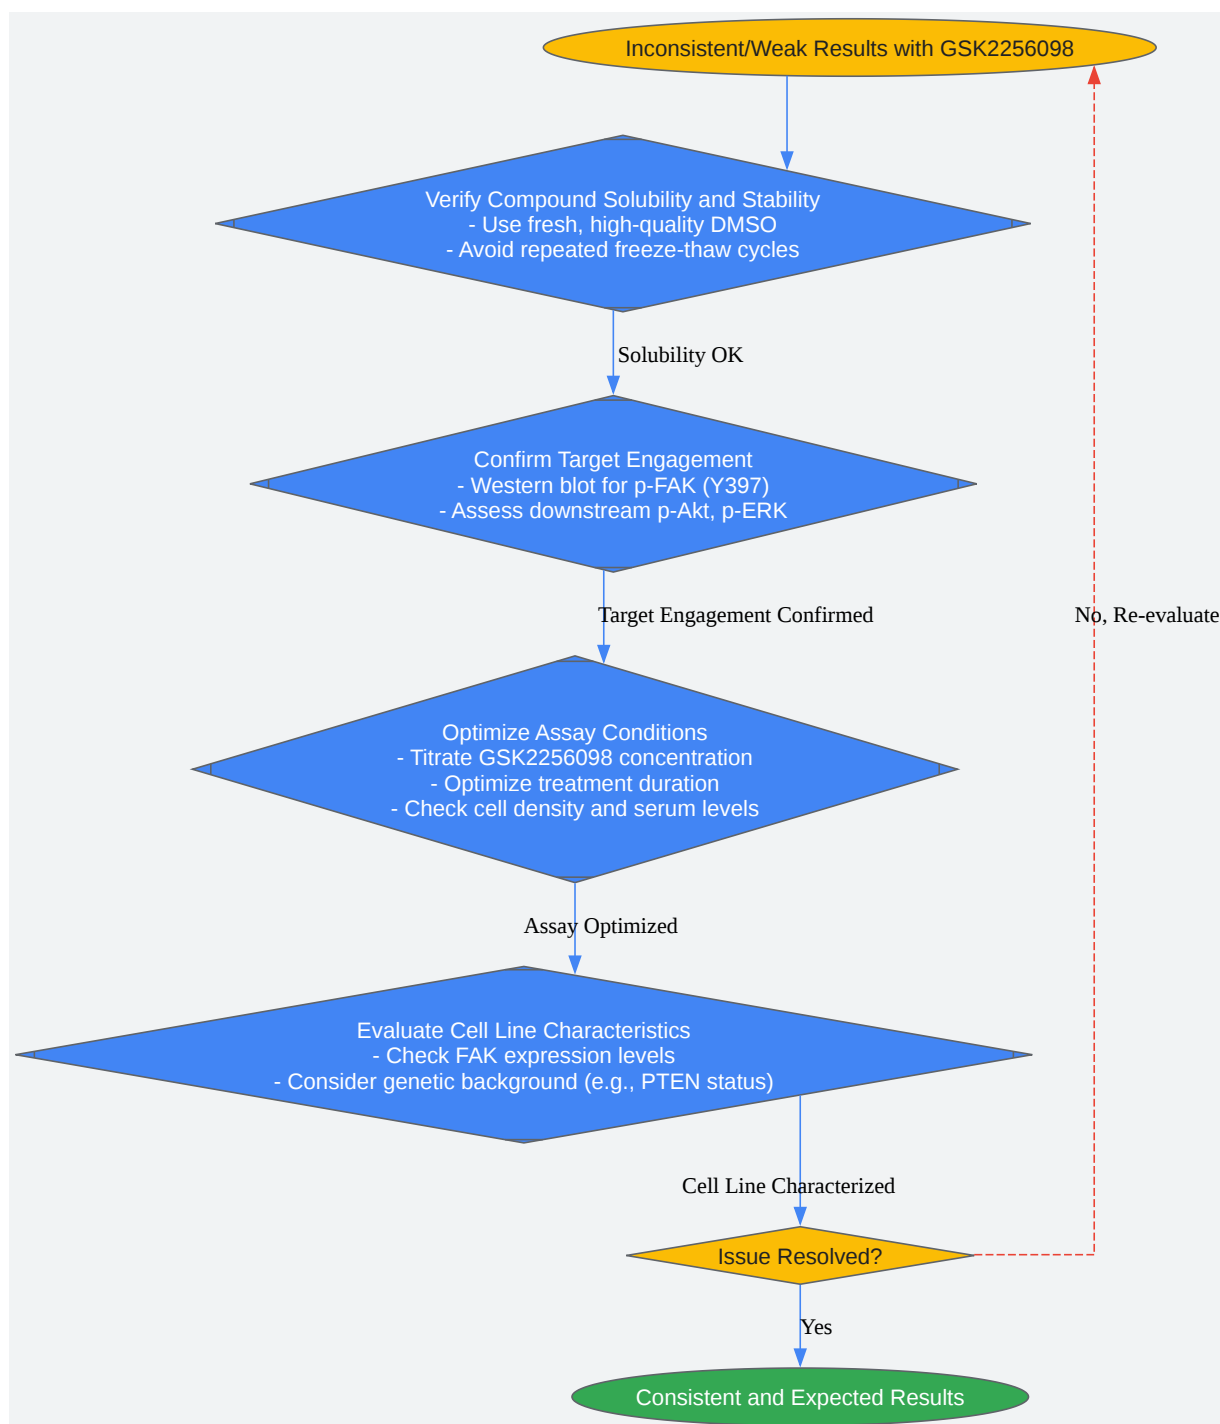 Inconsistent/Weak Results with GSK2256098
Verify Compound Solubility and Stability
- Use fresh, high-quality DMSO
- Avoid repeated freeze-thaw cycles
Solubility OK
Confirm Target Engagement
- Western blot for p-FAK (Y397)
- Assess downstream p-Akt, p-ERK
Target Engagement Confirmed
No, Re-evaluate
Optimize Assay Conditions
- Titrate GSK2256098 concentration
- Optimize treatment duration
- Check cell density and serum levels
Assay Optimized
Evaluate Cell Line Characteristics
- Check FAK expression levels
- Consider genetic background (e.g., PTEN status)
Cell Line Characterized
Issue Resolved?
Yes
Consistent and Expected Results